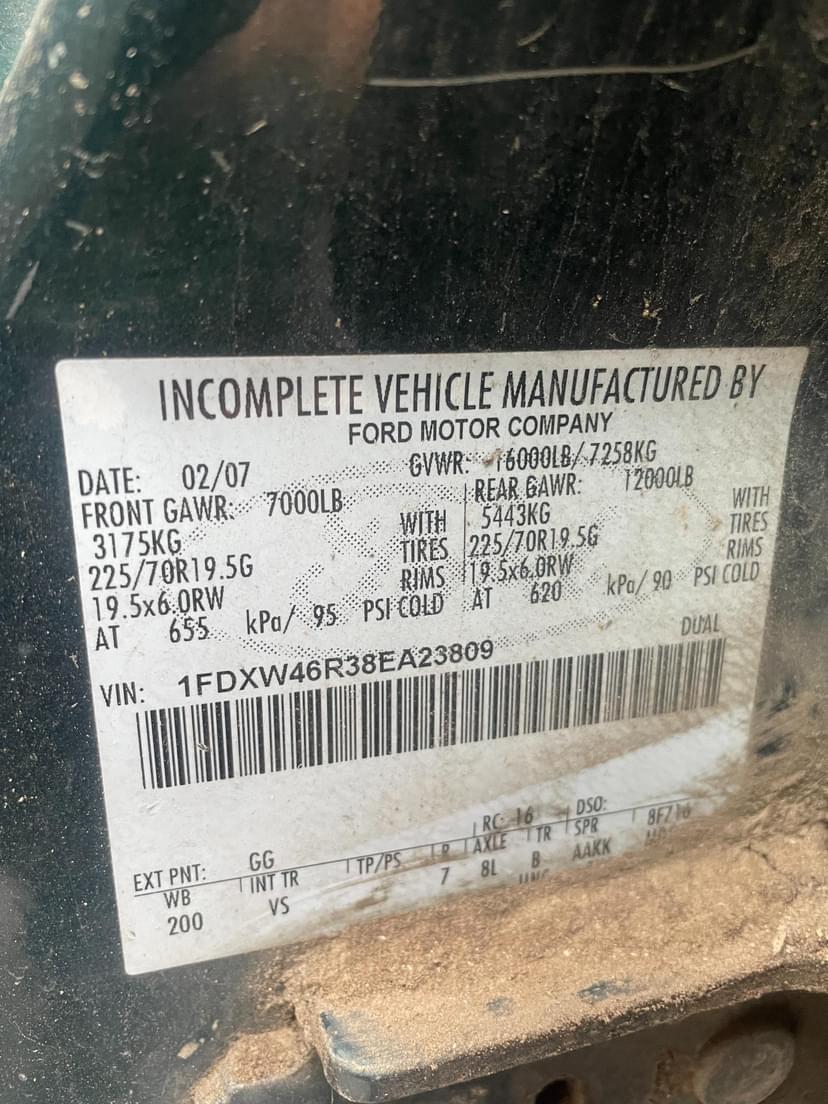 INCOMPLETE VEHICLE MANUFACTURED BY
FORD MOTOR COMPANY
DATE: 02/07 GVWR: 16000LB/ 7258KG
FRONT GAWR: 7000LB REAR GAWR: 12000LB
3175KG WITH 5443KG WITH
225/70R19.5G TIRES 225/70R19.5G TIRES
19.5x6.0RW RIMS 19.5x6.0RW RIMS
AT 655 kPa/ 95 PSI COLD AT 620 kPa/ 90 PSI COLD
DUAL
VIN: 1FDXW46R38EA23809
EXT PNT: GG RC: 16 DSO:
WB INT TR TP/PS R AXLE TR SPR
200 VS 7 8L B AAKK